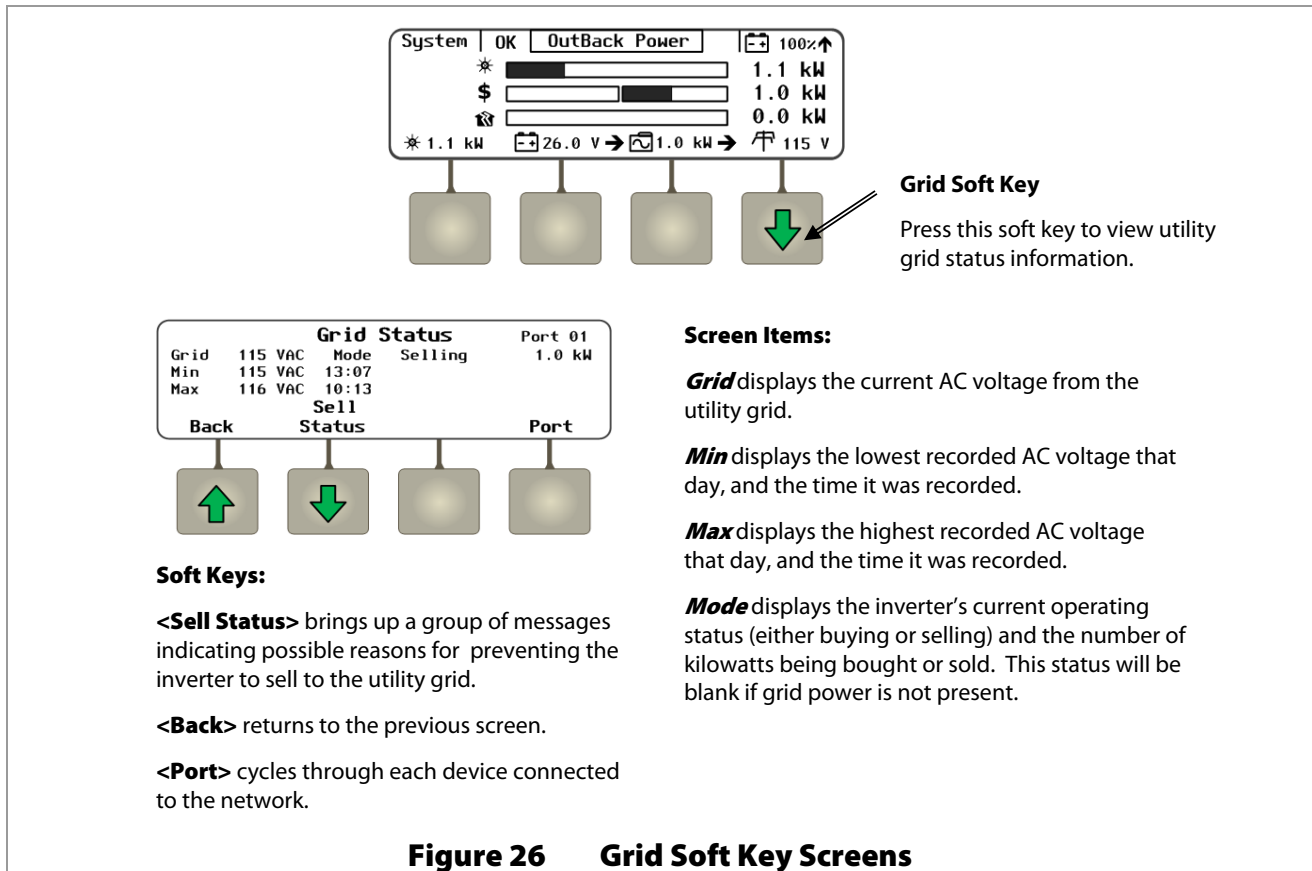 System OK OutBack Power 100%
1.1 kW
$ 1.0 kW
0.0 kW
1.1 kW 26.0 V 1.0 kW 115 V
Grid Soft Key
Press this soft key to view utility
grid status information.
Grid Status Port 01
Grid 115 VAC Mode Selling 1.0 kW
Min 115 VAC 13:07
Max 116 VAC 10:13
Sell
Back Status Port
Soft Keys:
<Sell Status> brings up a group of messages
indicating possible reasons for preventing the
inverter to sell to the utility grid.
<Back> returns to the previous screen.
<Port> cycles through each device connected
to the network.
Screen Items:
Grid displays the current AC voltage from the
utility grid.
Min displays the lowest recorded AC voltage that
day, and the time it was recorded.
Max displays the highest recorded AC voltage
that day, and the time it was recorded.
Mode displays the inverter's current operating
status (either buying or selling) and the number of
kilowatts being bought or sold. This status will be
blank if grid power is not present.
Figure 26 Grid Soft Key Screens